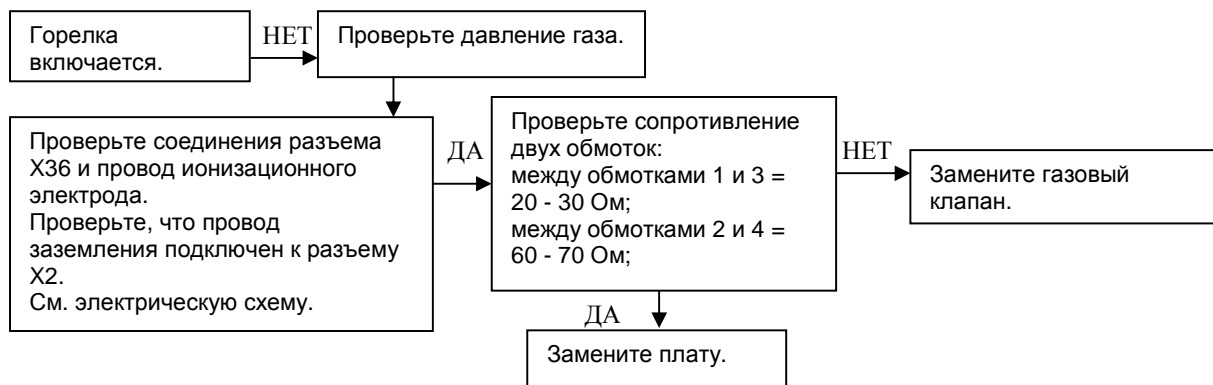 Горелка
включается.
НЕТ
Проверьте давление газа.
Проверьте соединения разъема
X36 и провод ионизационного
электрода.
Проверьте, что провод
заземления подключен к разъему
X2.
См. электрическую схему.
ДА
Проверьте сопротивление
двух обмоток:
между обмотками 1 и 3 =
20 - 30 Ом;
между обмотками 2 и 4 =
60 - 70 Ом;
НЕТ
Замените газовый
клапан.
ДА
Замените плату.